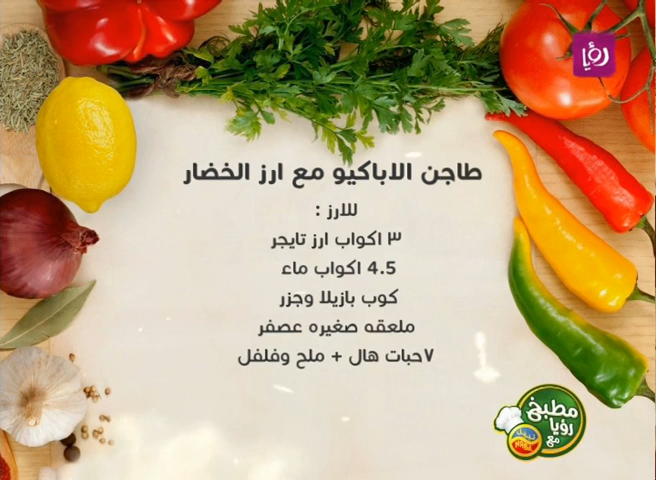 رؤيا
طاجن الاباكيو مع ارز الخضار
للارز :
٣ اكواب ارز تايجر
4.5 اكواب ماء
كوب بازيلا وجزر
ملعقه صغيره عصفر
٧حبات هال + ملح وفلفل
مطبخ
رؤيا
مع